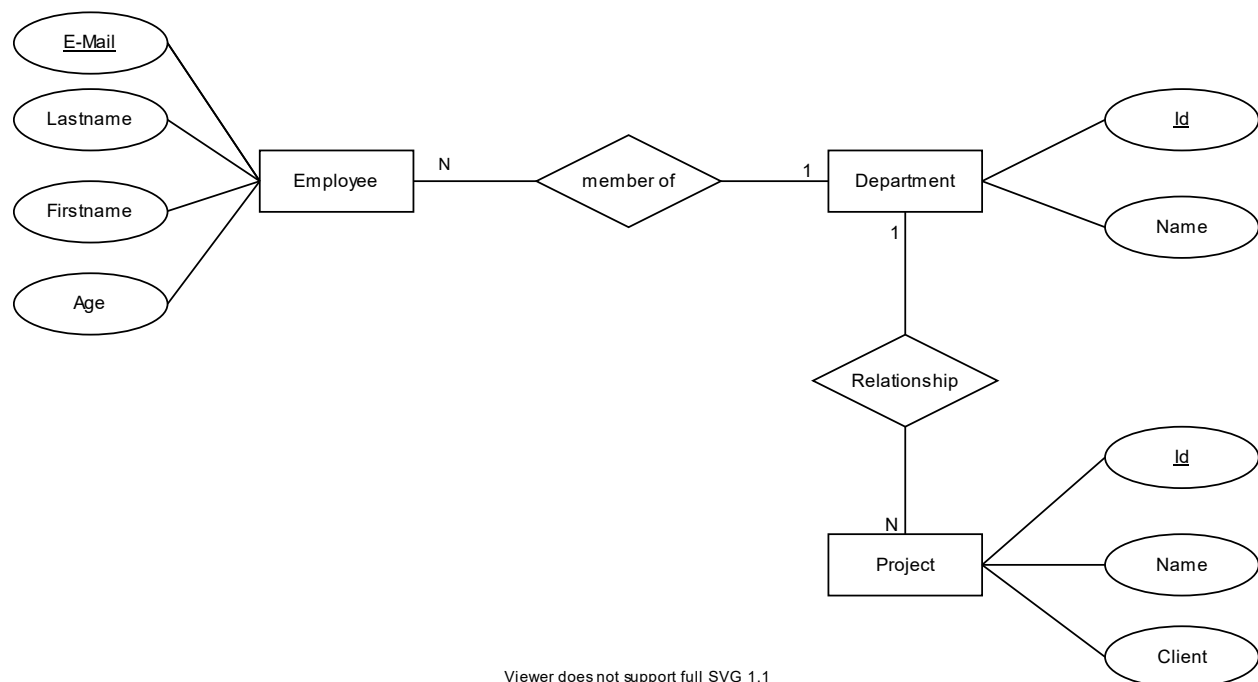 E-Mail
Lastname
Firstname
Age
Employee
N
member of
1
Department
Id
Name
1
Relationship
N
Project
Id
Name
Client
Viewer does not support full SVG 1.1